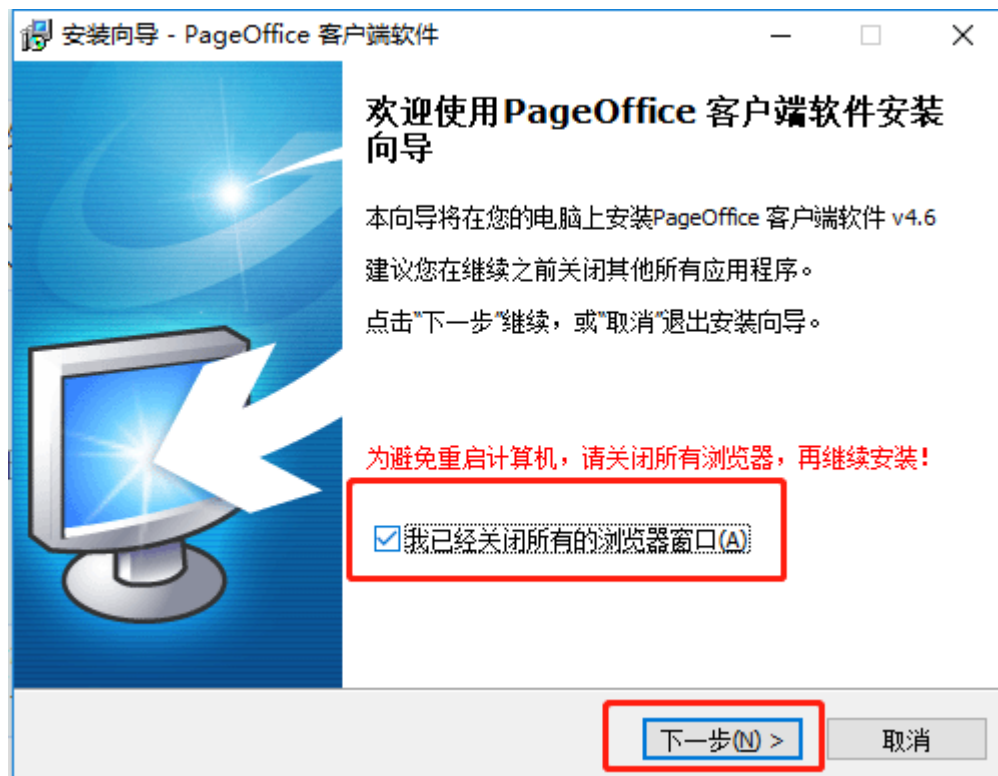 安装向导 - PageOffice 客户端软件
欢迎使用PageOffice 客户端软件安装
向导
本向导将在您的电脑上安装PageOffice 客户端软件 v4.6
建议您在继续之前关闭其他所有应用程序。
点击"下一步"继续，或"取消"退出安装向导。
为避免重启计算机，请关闭所有浏览器，再继续安装！
我已经关闭所有的浏览器窗口(A)
下一步(N) >
取消